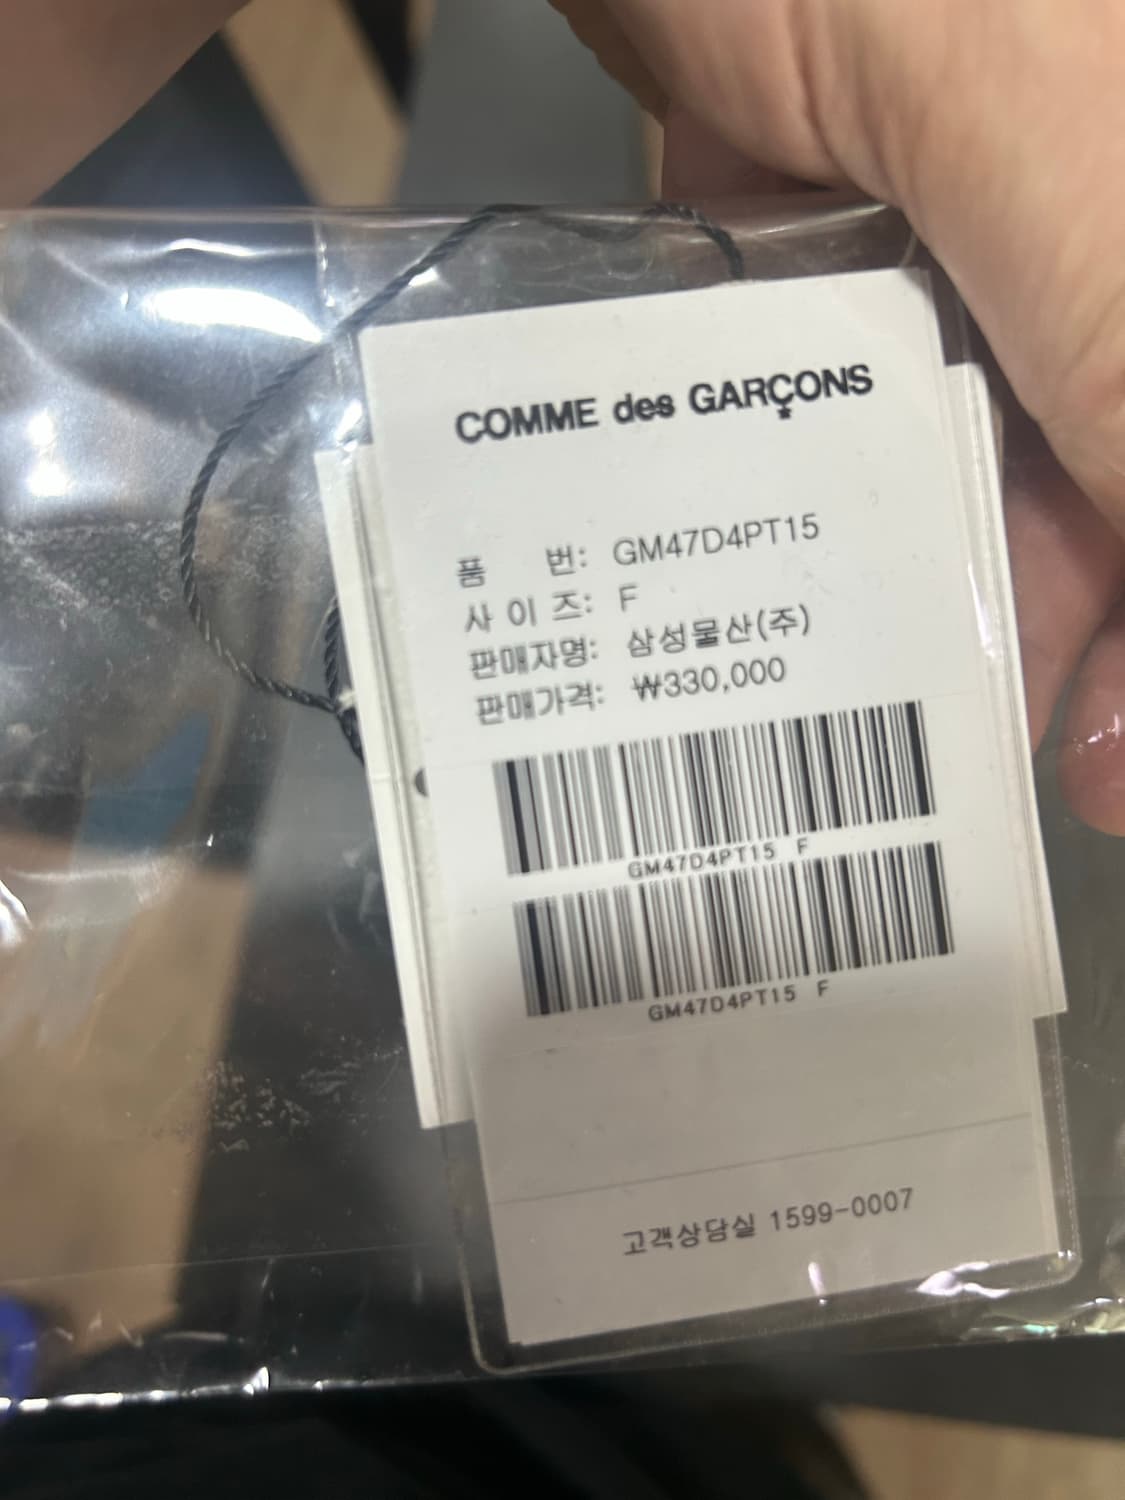 COMME des GARÇONS
품 번: GM47D4PT15
사 이 즈: F
판매자명: 삼성물산(주)
판매가격: ₩330,000
GM47D4PT15 F
GM47D4PT15 F
고객상담실 1599-0007